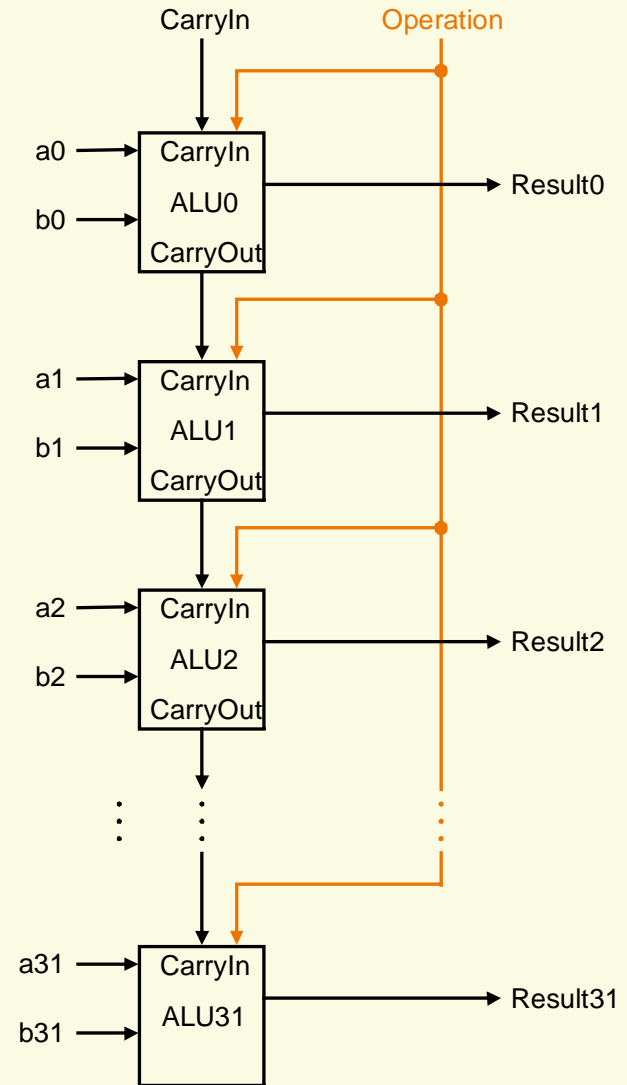 CarryIn Operation
a0 CarryIn
ALU0 Result0
b0
CarryOut
a1 CarryIn
ALU1 Result1
b1
CarryOut
a2 CarryIn
ALU2 Result2
b2
CarryOut
a31 CarryIn
ALU31 Result31
b31